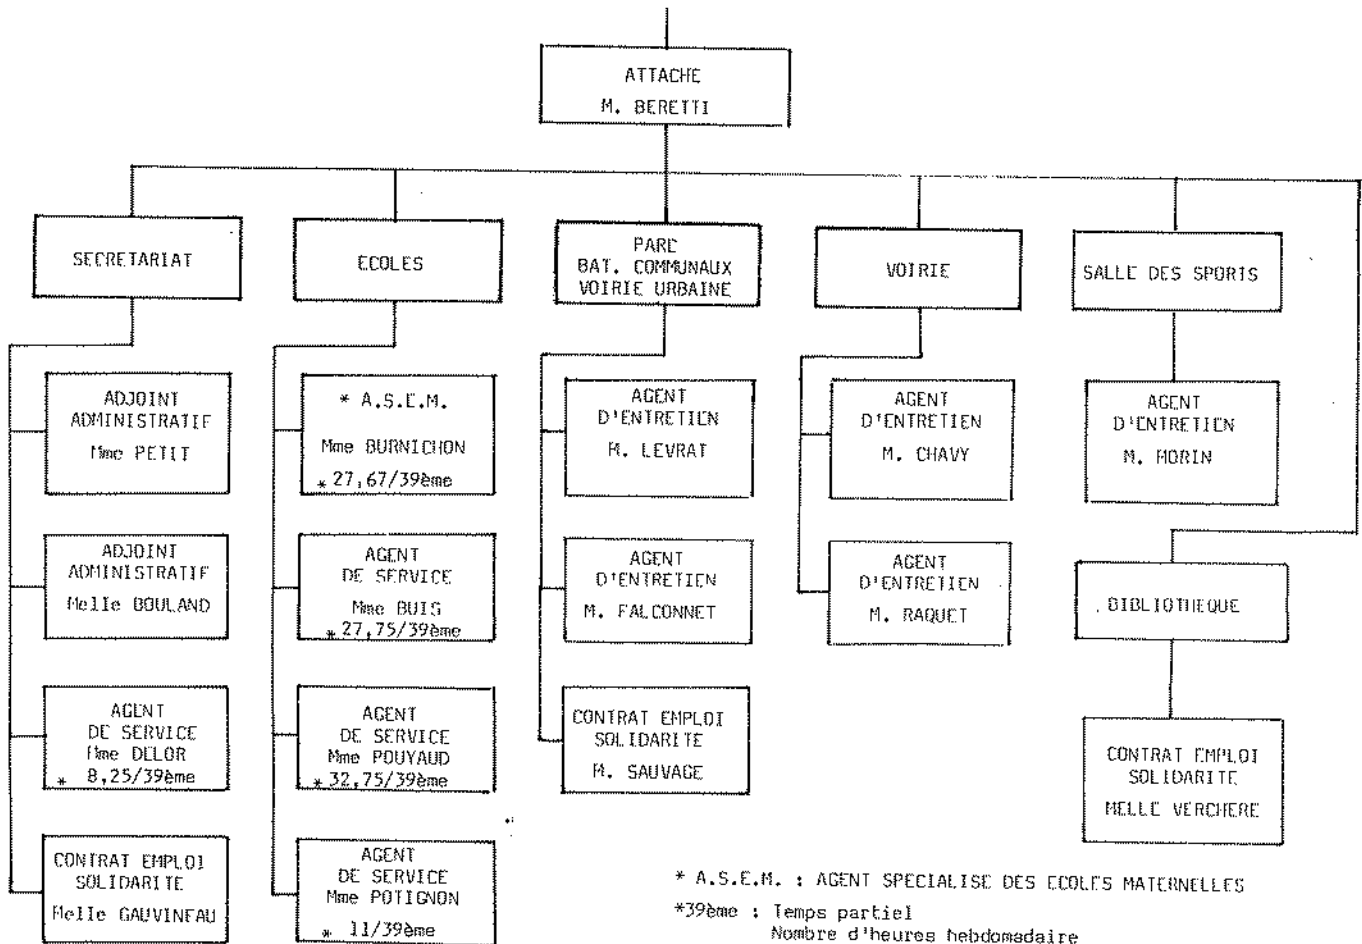 ATTACHE
M. BERETTI
SECRETARIAT
ADJOINT
ADMINISTRATIF
Mme PETIT
ADJOINT
ADMINISTRATIF
Melle BOULAND
AGENT
DE SERVICE
Mme DELOR
* 8,25/39ème
CONTRAT EMPLOI
SOLIDARITE
Melle GAUVINEAU
ECOLES
* A.S.E.M.
Mme BURNICHON
* 27,67/39ème
AGENT
DE SERVICE
Mme BUIS
* 27,75/39ème
AGENT
DE SERVICE
Mme POUYAUD
* 32,75/39ème
AGENT
DE SERVICE
Mme POTIGNON
* 11/39ème
PARC
BAT. COMMUNAUX
VOIRIE URBAINE
AGENT
D'ENTRETIEN
M. LEVRAT
AGENT
D'ENTRETIEN
M. FALCONNET
CONTRAT EMPLOI
SOLIDARITE
M. SAUVAGE
VOIRIE
AGENT
D'ENTRETIEN
M. CHAVY
AGENT
D'ENTRETIEN
M. RAQUET
SALLE DES SPORTS
AGENT
D'ENTRETIEN
M. MORIN
BIBLIOTHEQUE
CONTRAT EMPLOI
SOLIDARITE
MELLE VERCHERE
* A.S.E.M. : AGENT SPECIALISE DES ECOLES MATERNELLES
*39ème : Temps partiel
Nombre d'heures hebdomadaire